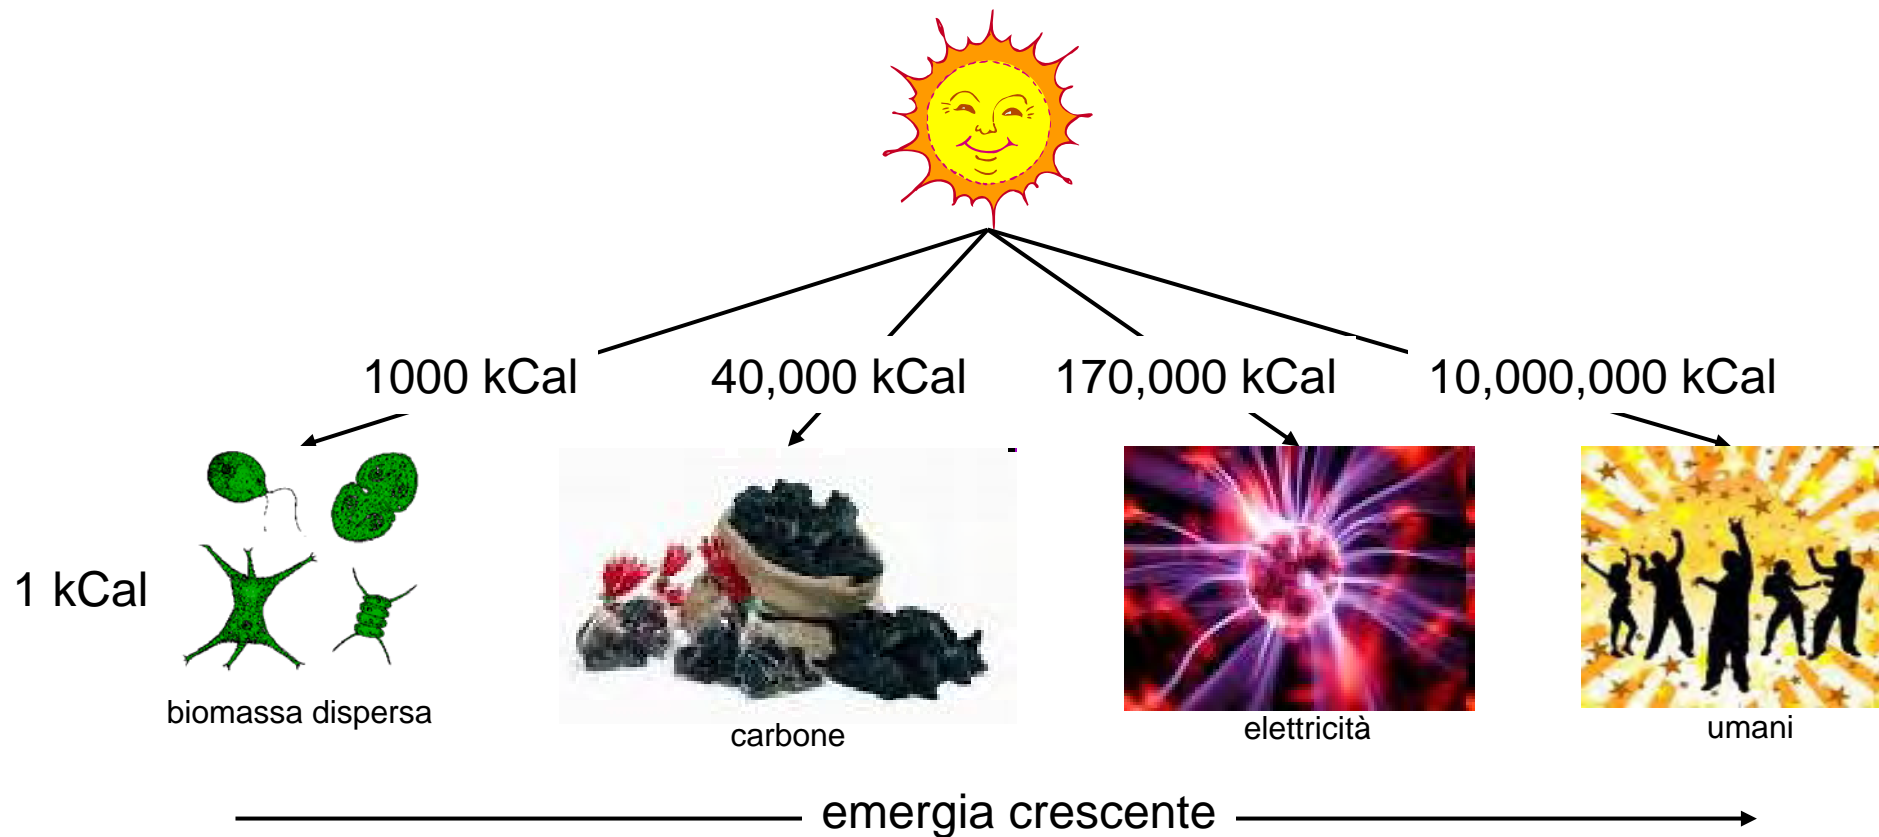 1000 kCal
40,000 kCal
170,000 kCal
10,000,000 kCal
1 kCal
biomassa dispersa
carbone
elettricità
umani
emergia crescente